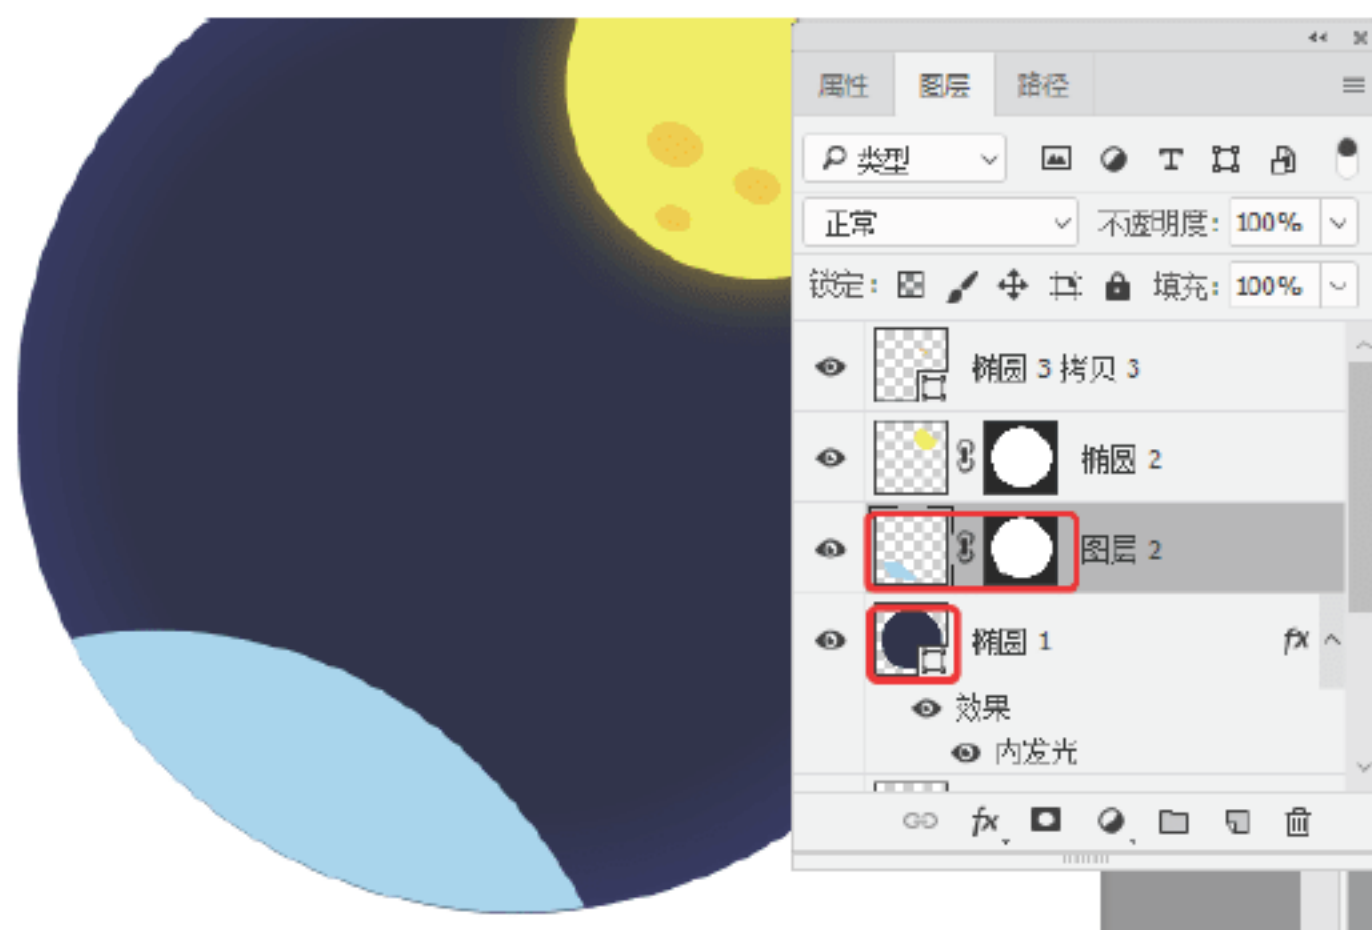 属性 图层 路径
类型
正常 不透明度: 100%
锁定: 填充: 100%
椭圆 3 拷贝 3
椭圆 2
图层 2
椭圆 1 fx
效果
内发光
fx